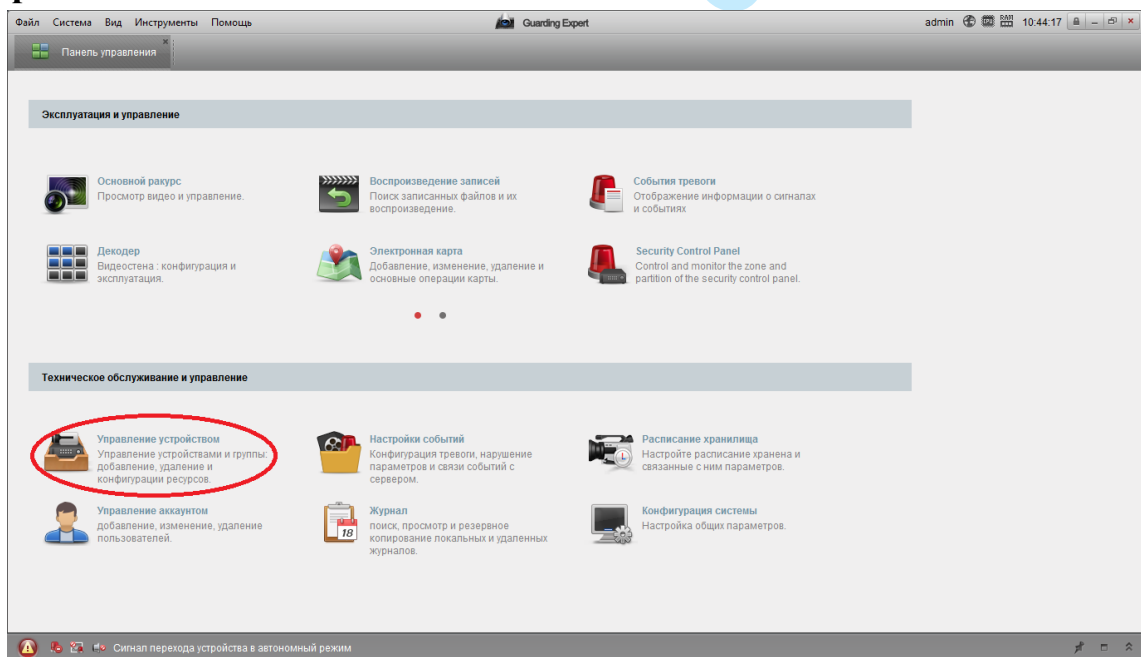 Файл Система Вид Инструменты Помощь Guarding Expert admin 10:44:17
Панель управления
Эксплуатация и управление
Основной ракурс
Просмотр видео и управление.
Воспроизведение записей
Поиск записанных файлов и их
воспроизведение.
События тревоги
Отображение информации о сигналах
и событиях
Декодер
Видеостена : конфигурация и
эксплуатация.
Электронная карта
Добавление, изменение, удаление и
основные операции карты.
Security Control Panel
Control and monitor the zone and
partition of the security control panel.
Техническое обслуживание и управление
Управление устройством
Управление устройствами и группы:
добавление, удаление и
конфигурации ресурсов.
Настройки событий
Конфигурация тревоги, нарушение
параметров и связи событий с
сервером.
Расписание хранилища
Настройте расписание хранена и
связанные с ним параметров.
Управление аккаунтом
добавление, изменение, удаление
пользователей.
Журнал
поиск, просмотр и резервное
копирование локальных и удаленных
журналов.
18
Конфигурация системы
Настройка общих параметров.
Сигнал перехода устройства в автономный режим